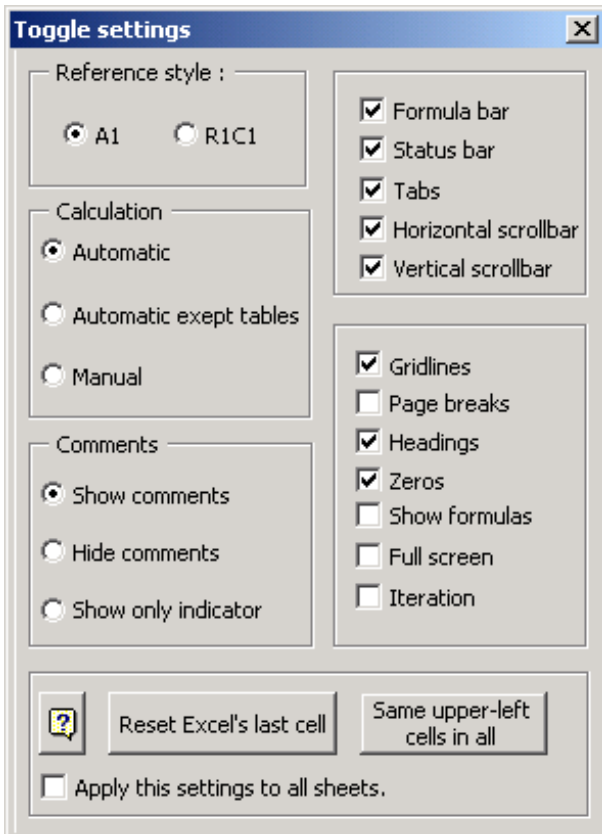 Toggle settings
Reference style :
A1
R1C1
Calculation
Automatic
Automatic exept tables
Manual
Comments
Show comments
Hide comments
Show only indicator
Formula bar
Status bar
Tabs
Horizontal scrollbar
Vertical scrollbar
Gridlines
Page breaks
Headings
Zeros
Show formulas
Full screen
Iteration
?
Reset Excel's last cell
Same upper-left
cells in all
Apply this settings to all sheets.